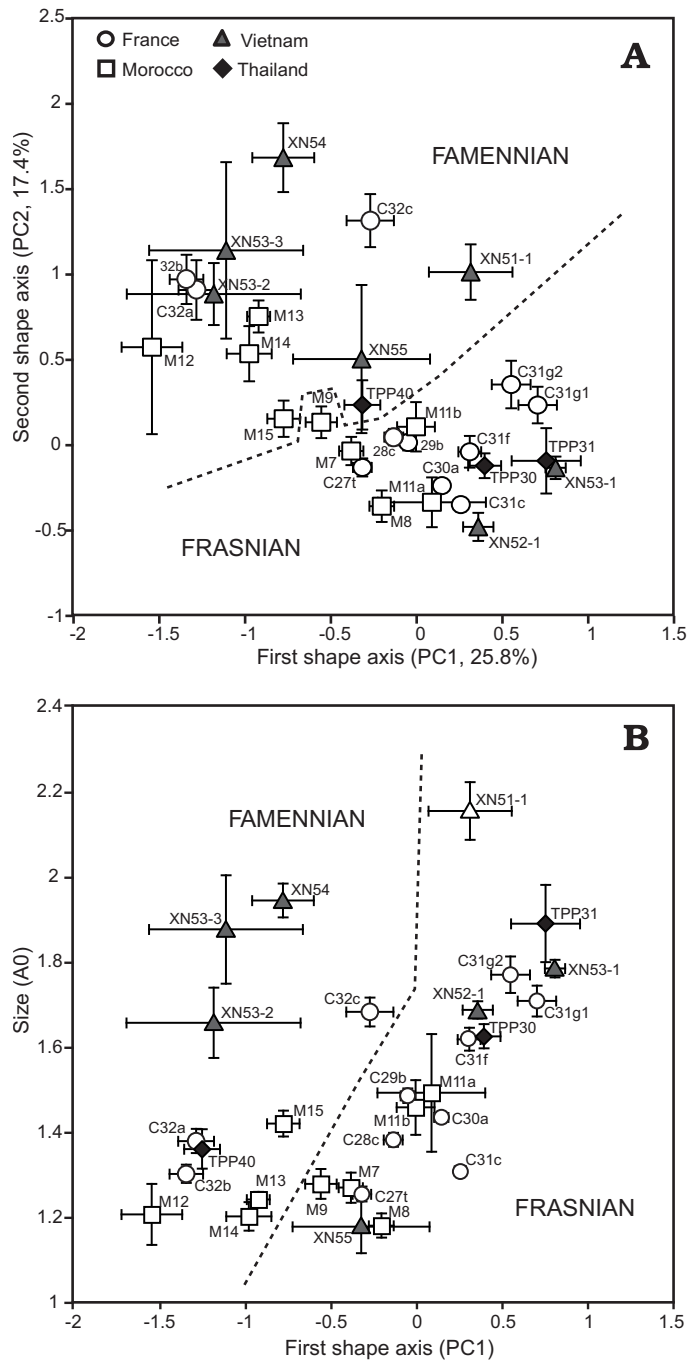 2.5
France
Vietnam
Morocco
Thailand
A
2
XN54
FAMENNIAN
C32c
1.5
XN53-3
32b
XN51-1
1
XN53-2
C32a
M13
M14
M12
XN55
0.5
C31g2
C31g1
M9
TPP40
M15
M11b
28c
29b
C31f
TPP31
0
M7
C27t
C30a
TPP30
XN53-1
M11a
M8
C31c
-0.5
XN52-1
FRASNIAN
-1
-2
-1.5
-1
-0.5
0
0.5
1
1.5
First shape axis (PC1, 25.8%)
Second shape axis (PC2, 17.4%)
2.4
B
2.2
XN51-1
FAMENNIAN
2
XN54
XN53-3
TPP31
1.8
C31g2
XN53-1
C32c
XN52-1
C31g1
XN53-2
TPP30
1.6
C31f
C29b
M11a
M15
M11b
C30a
1.4
C32a
C28c
TPP40
C31c
C32b
M13
M7
M12
C27t
1.2
M14
M9
M8
FRASNIAN
XN55
1
-2
-1.5
-1
-0.5
0
0.5
1
1.5
First shape axis (PC1)
Size (A0)